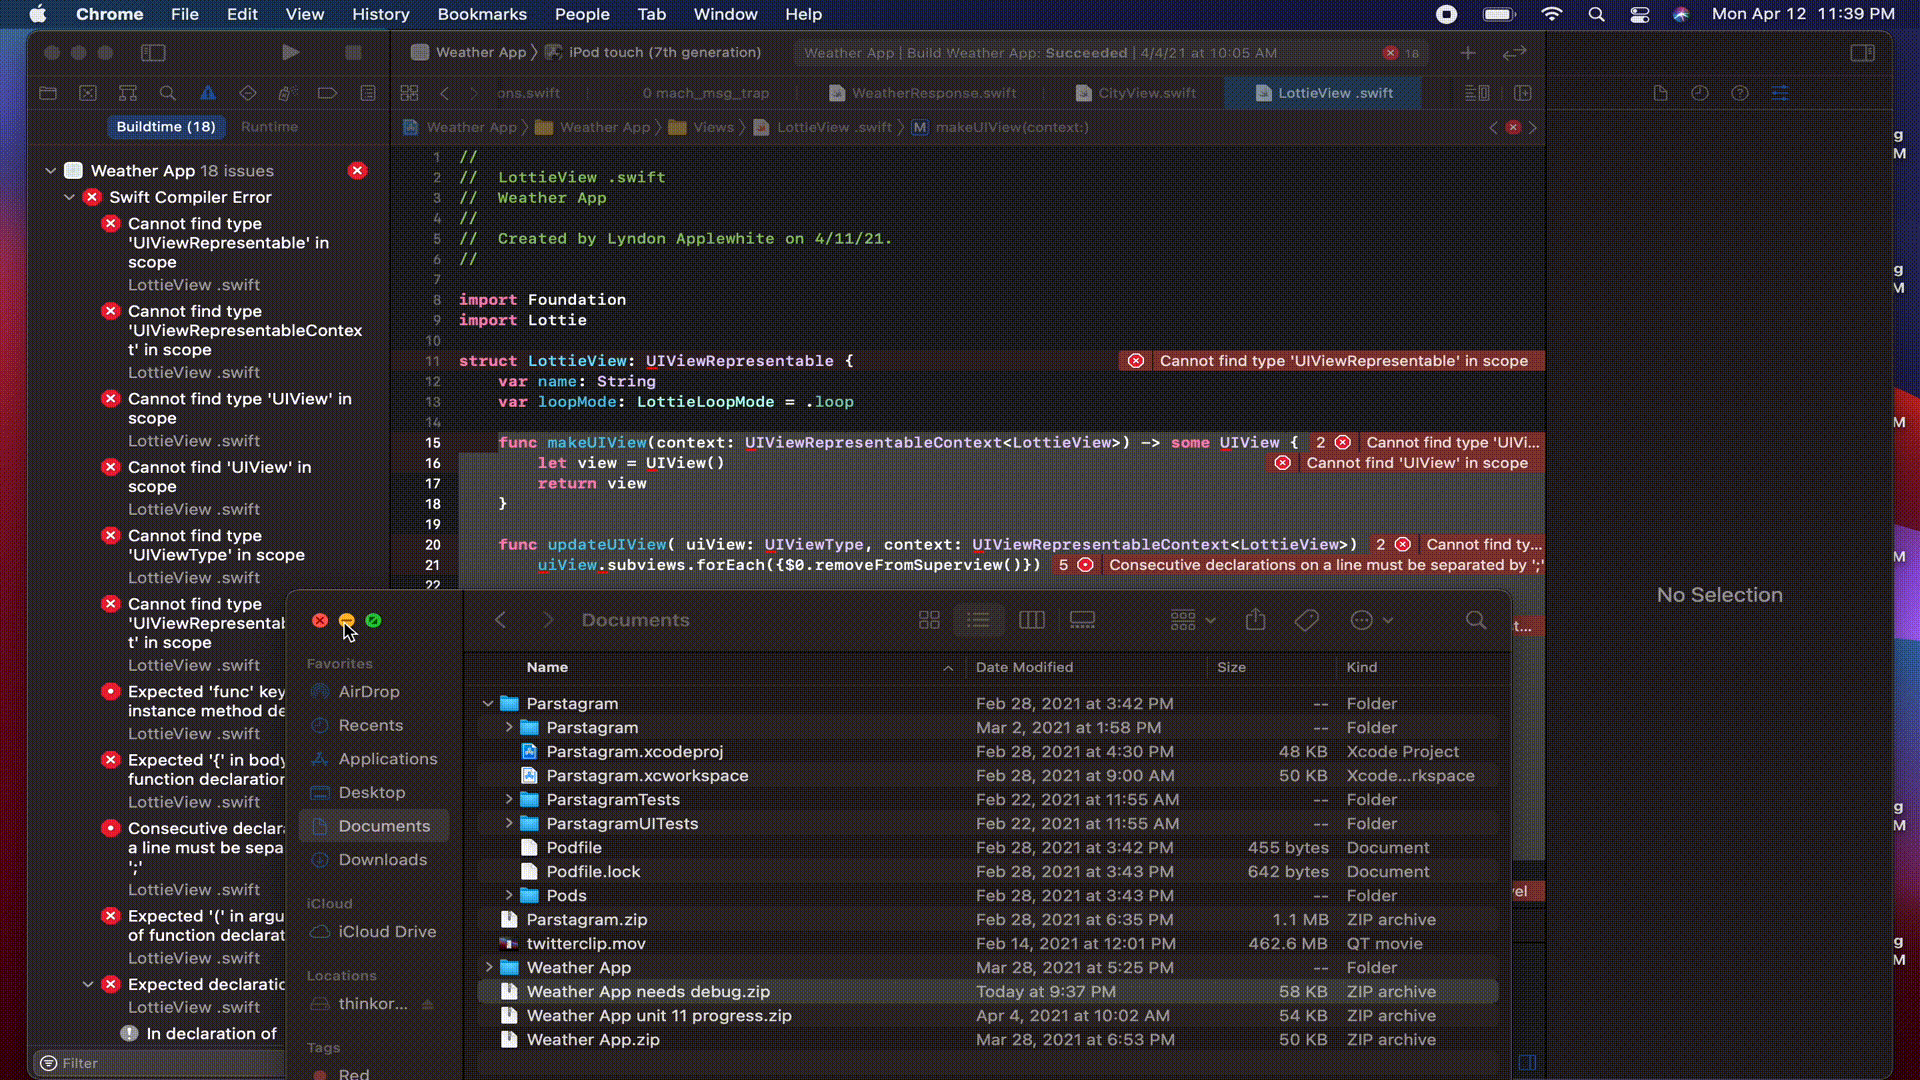 Chrome File Edit View History Bookmarks People Tab Window Help
Mon Apr 12 11:39 PM
Weather App
iPod touch (7th generation)
Weather App | Build Weather App: Succeeded | 4/4/21 at 10:05 AM
18
ons.swift
0 mach_msg_trap
WeatherResponse.swift
CityView.swift
LottieView .swift
Buildtime (18)
Runtime
Weather App
Weather App
Views
LottieView .swift
M makeUIView(context:)
Weather App 18 issues
Swift Compiler Error
Cannot find type
'UIViewRepresentable' in
scope
LottieView .swift
Cannot find type
'UIViewRepresentableContex
t' in scope
LottieView .swift
Cannot find type 'UIView' in
scope
LottieView .swift
Cannot find 'UIView' in
scope
LottieView .swift
Cannot find type
'UIViewType' in scope
LottieView .swift
Cannot find type
'UIViewRepresentab
t' in scope
LottieView .swift
Expected 'func' key
instance method de
LottieView .swift
Expected '{' in body
function declaration
LottieView .swift
Consecutive declara
a line must be sepa
';'
LottieView .swift
Expected '(' in argu
of function declarat
LottieView .swift
Expected declaratic
LottieView .swift
In declaration of
Filter
1 //
2 // LottieView .swift
3 // Weather App
4 //
5 // Created by Lyndon Applewhite on 4/11/21.
6 //
7
8 import Foundation
9 import Lottie
10
11 struct LottieView: UIViewRepresentable { Cannot find type 'UIViewRepresentable' in scope
12 var name: String
13 var loopMode: LottieLoopMode = .loop
14
15 func makeUIView(context: UIViewRepresentableContext<LottieView>) -> some UIView { 2 Cannot find type 'UIVi...
16 let view = UIView() Cannot find 'UIView' in scope
17 return view
18 }
19
20 func updateUIView( uiView: UIViewType, context: UIViewRepresentableContext<LottieView>) 2 Cannot find ty...
21 uiView.subviews.forEach({$0.removeFromSuperview()}) 5 Consecutive declarations on a line must be separated by ';'
22
t...
vel
No Selection
g
M
g
M
M
M
g
M
g
M
Documents
Favorites
AirDrop
Recents
Applications
Desktop
Documents
Downloads
iCloud
iCloud Drive
Locations
thinkor...
Tags
Red
Name Date Modified Size Kind
Parstagram Feb 28, 2021 at 3:42 PM -- Folder
Parstagram Mar 2, 2021 at 1:58 PM -- Folder
Parstagram.xcodeproj Feb 28, 2021 at 4:30 PM 48 KB Xcode Project
Parstagram.xcworkspace Feb 28, 2021 at 9:00 AM 50 KB Xcode...rkspace
ParstagramTests Feb 22, 2021 at 11:55 AM -- Folder
ParstagramUITests Feb 22, 2021 at 11:55 AM -- Folder
Podfile Feb 28, 2021 at 3:42 PM 455 bytes Document
Podfile.lock Feb 28, 2021 at 3:43 PM 642 bytes Document
Pods Feb 28, 2021 at 3:43 PM -- Folder
Parstagram.zip Feb 28, 2021 at 6:35 PM 1.1 MB ZIP archive
twitterclip.mov Feb 14, 2021 at 12:01 PM 462.6 MB QT movie
Weather App Mar 28, 2021 at 5:25 PM -- Folder
Weather App needs debug.zip Today at 9:37 PM 58 KB ZIP archive
Weather App unit 11 progress.zip Apr 4, 2021 at 10:02 AM 54 KB ZIP archive
Weather App.zip Mar 28, 2021 at 6:53 PM 50 KB ZIP archive